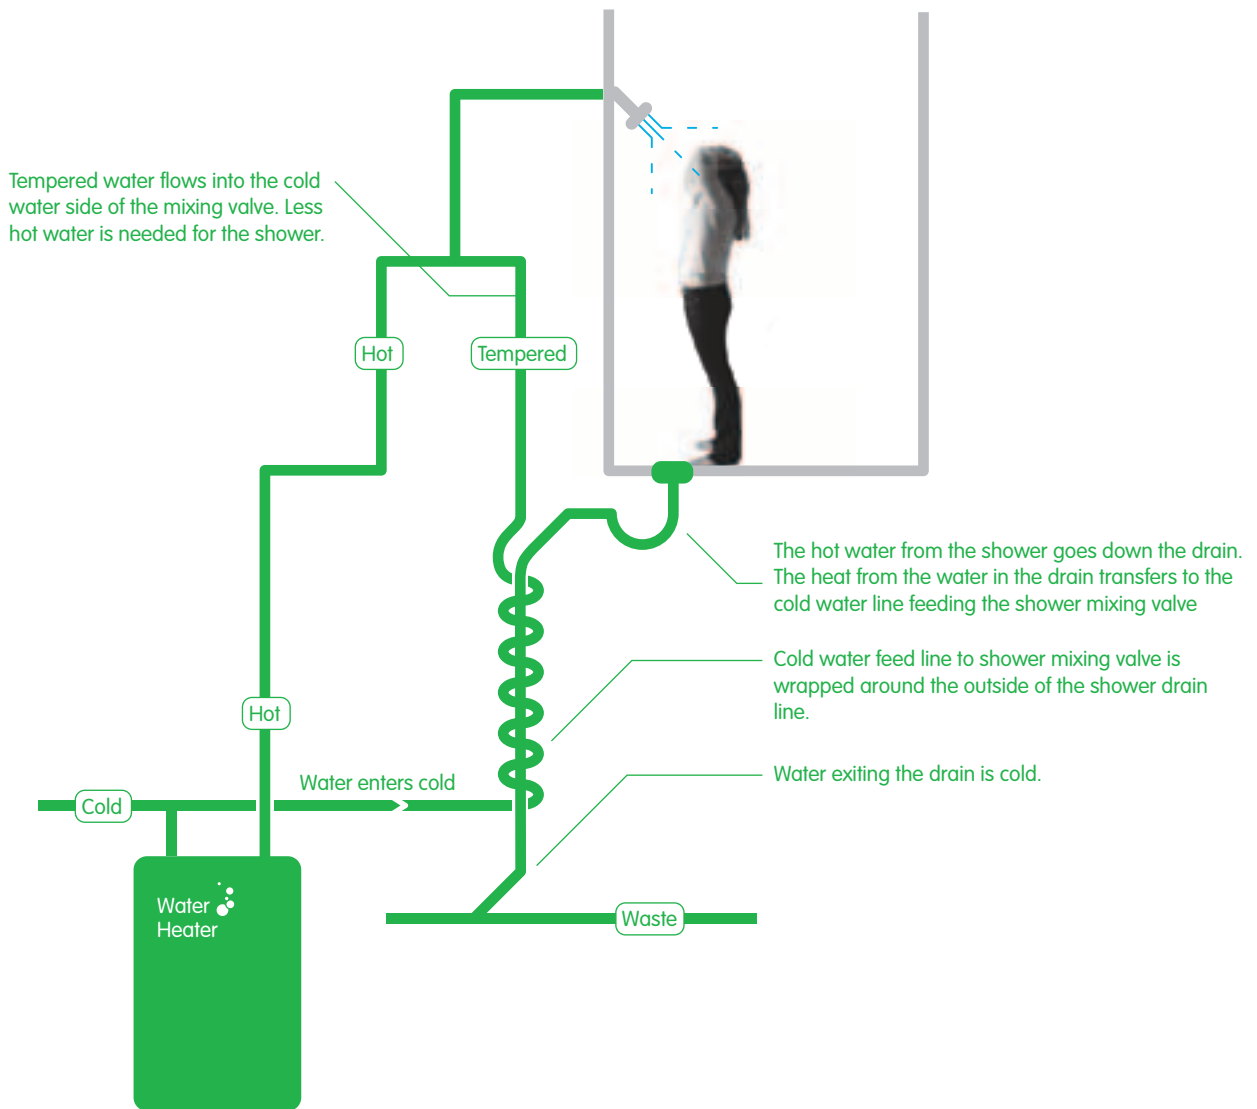 Tempered water flows into the cold
water side of the mixing valve. Less
hot water is needed for the shower.
Hot
Tempered
The hot water from the shower goes down the drain.
The heat from the water in the drain transfers to the
cold water line feeding the shower mixing valve
Cold water feed line to shower mixing valve is
wrapped around the outside of the shower drain
line.
Hot
Water enters cold
Water exiting the drain is cold.
Cold
Water
Heater
Waste